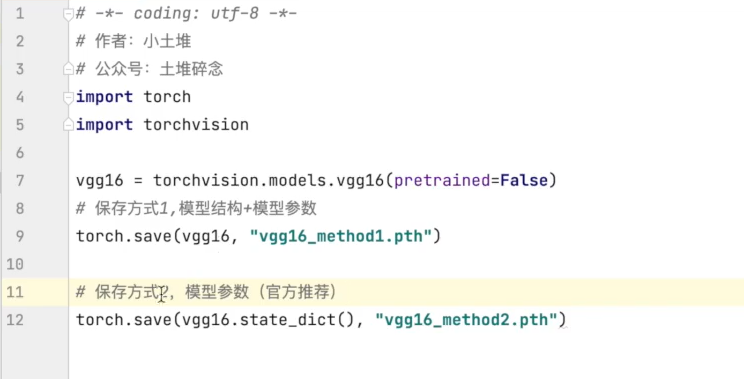 1 # -*- coding: utf-8 -*-
2 # 作者：小土堆
3 # 公众号：土堆碎念
4 import torch
5 import torchvision
6
7 vgg16 = torchvision.models.vgg16(pretrained=False)
8 # 保存方式1,模型结构+模型参数
9 torch.save(vgg16, "vgg16_method1.pth")
10
11 # 保存方式，模型参数（官方推荐）
12 torch.save(vgg16.state_dict(), "vgg16_method2.pth")